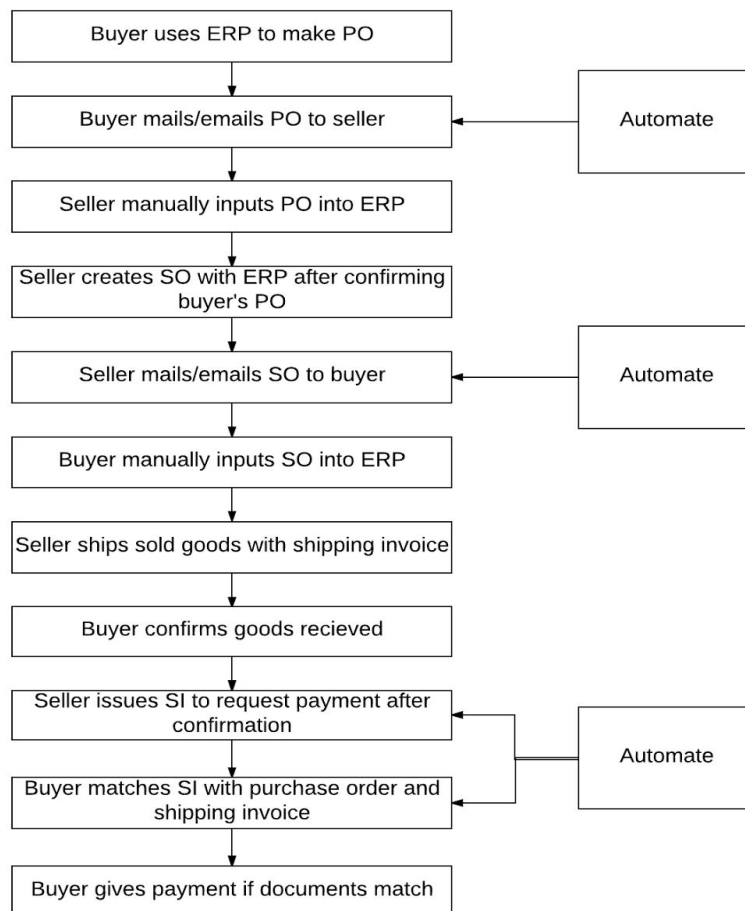 Buyer uses ERP to make PO
Buyer mails/emails PO to seller
Automate
Seller manually inputs PO into ERP
Seller creates SO with ERP after confirming
buyer's PO
Seller mails/emails SO to buyer
Automate
Buyer manually inputs SO into ERP
Seller ships sold goods with shipping invoice
Buyer confirms goods recieved
Seller issues SI to request payment after
confirmation
Automate
Buyer matches SI with purchase order and
shipping invoice
Buyer gives payment if documents match